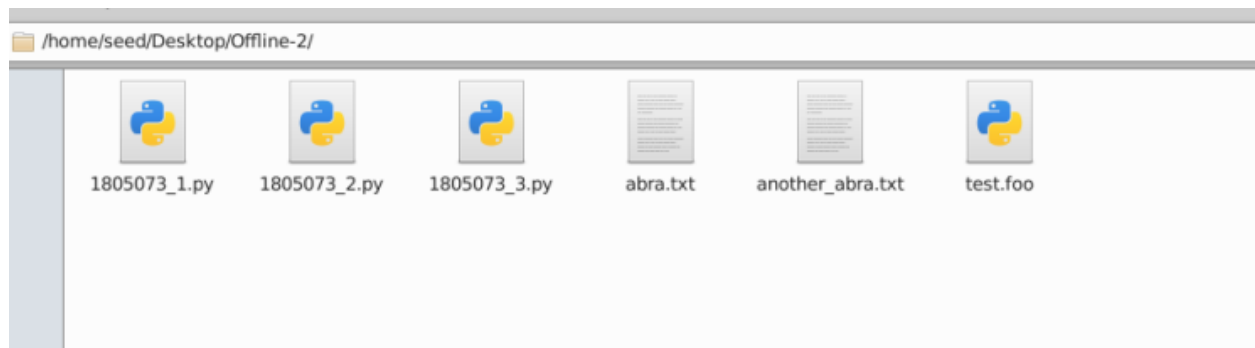 /home/seed/Desktop/Offline-2/
1805073_1.py 1805073_2.py 1805073_3.py abra.txt another_abra.txt test.foo